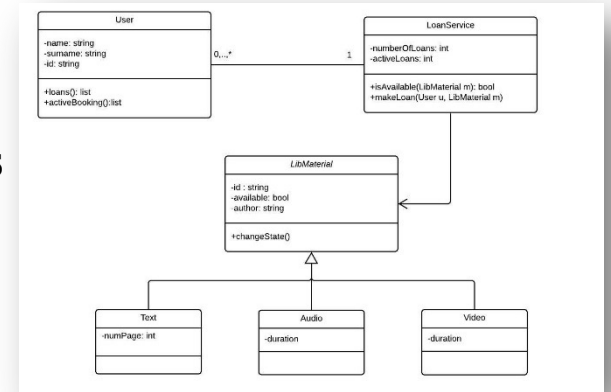 User
-name: string
-surname: string
-id: string
+loans(): list
+activeBooking():list
0,..,*
1
LoanService
-numberOfLoans: int
-activeLoans: int
+isAvailable(LibMaterial m): bool
+makeLoan(User u, LibMaterial m)
LibMaterial
-id : string
-available: bool
-author: string
+changeState()
Text
-numPage: int
Audio
-duration
Video
-duration